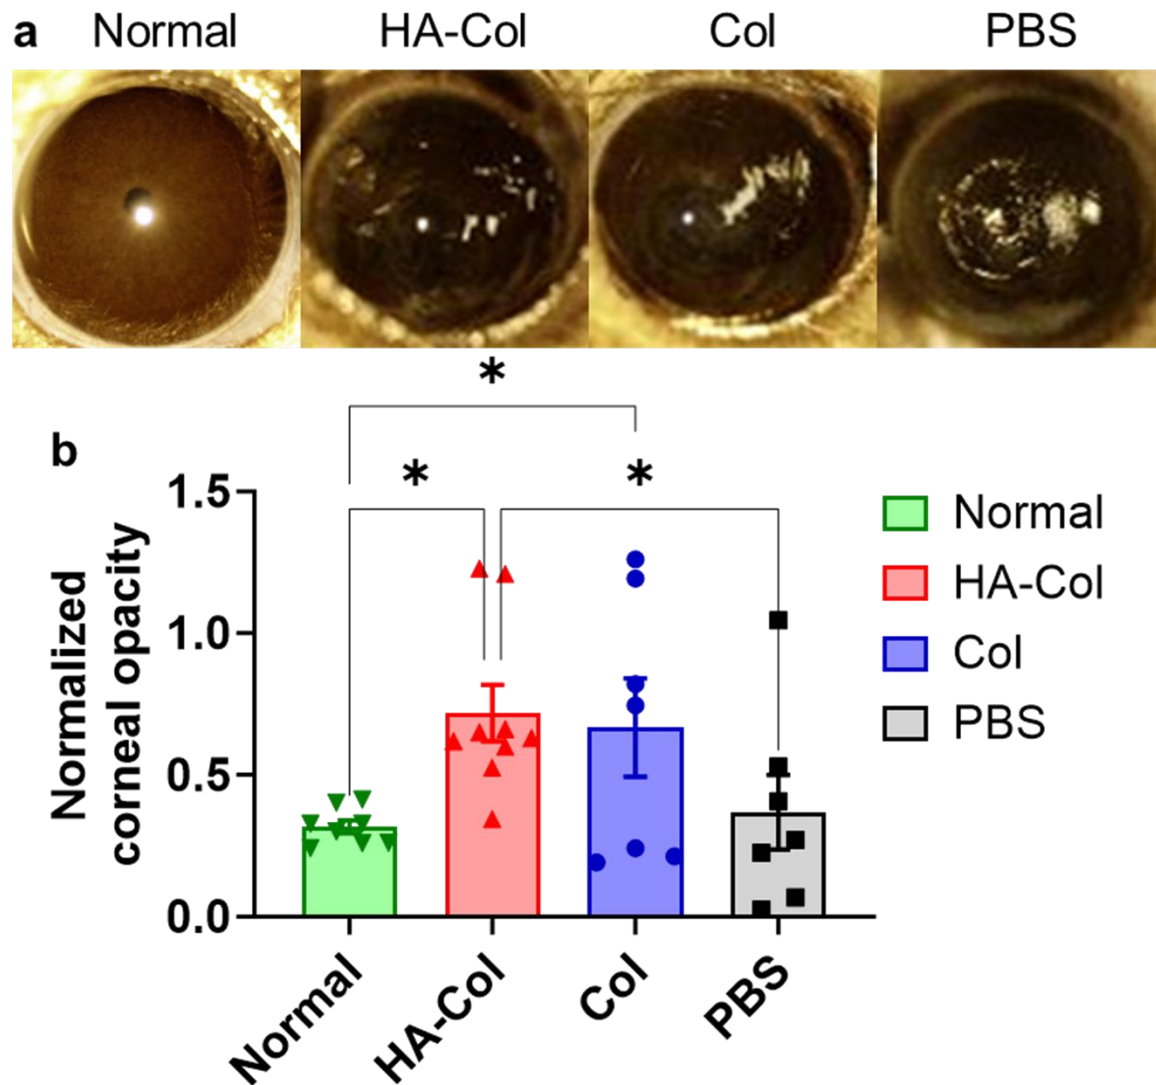 a Normal HA-Col Col PBS
*
b
* *
Normalized
corneal opacity
1.5
1.0
0.5
0.0
Normal
HA-Col
Col
PBS
Normal HA-Col Col PBS